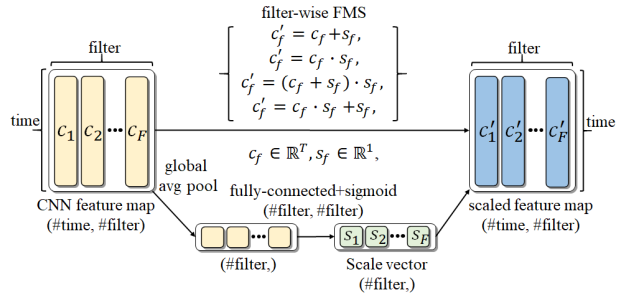 filter-wise FMS
c′_f = c_f + s_f,
c′_f = c_f · s_f,
c′_f = (c_f + s_f) · s_f,
c′_f = c_f · s_f + s_f,
filter
time
c_1 c_2 ••• c_F
CNN feature map
(#time, #filter)
c_f ∈ ℝ^T, s_f ∈ ℝ^1,
global
avg pool
fully-connected+sigmoid
(#filter, #filter)
•••
(#filter,)
s_1 s_2 ••• s_F
Scale vector
(#filter,)
filter
c′_1 c′_2 ••• c′_F
time
scaled feature map
(#time, #filter)